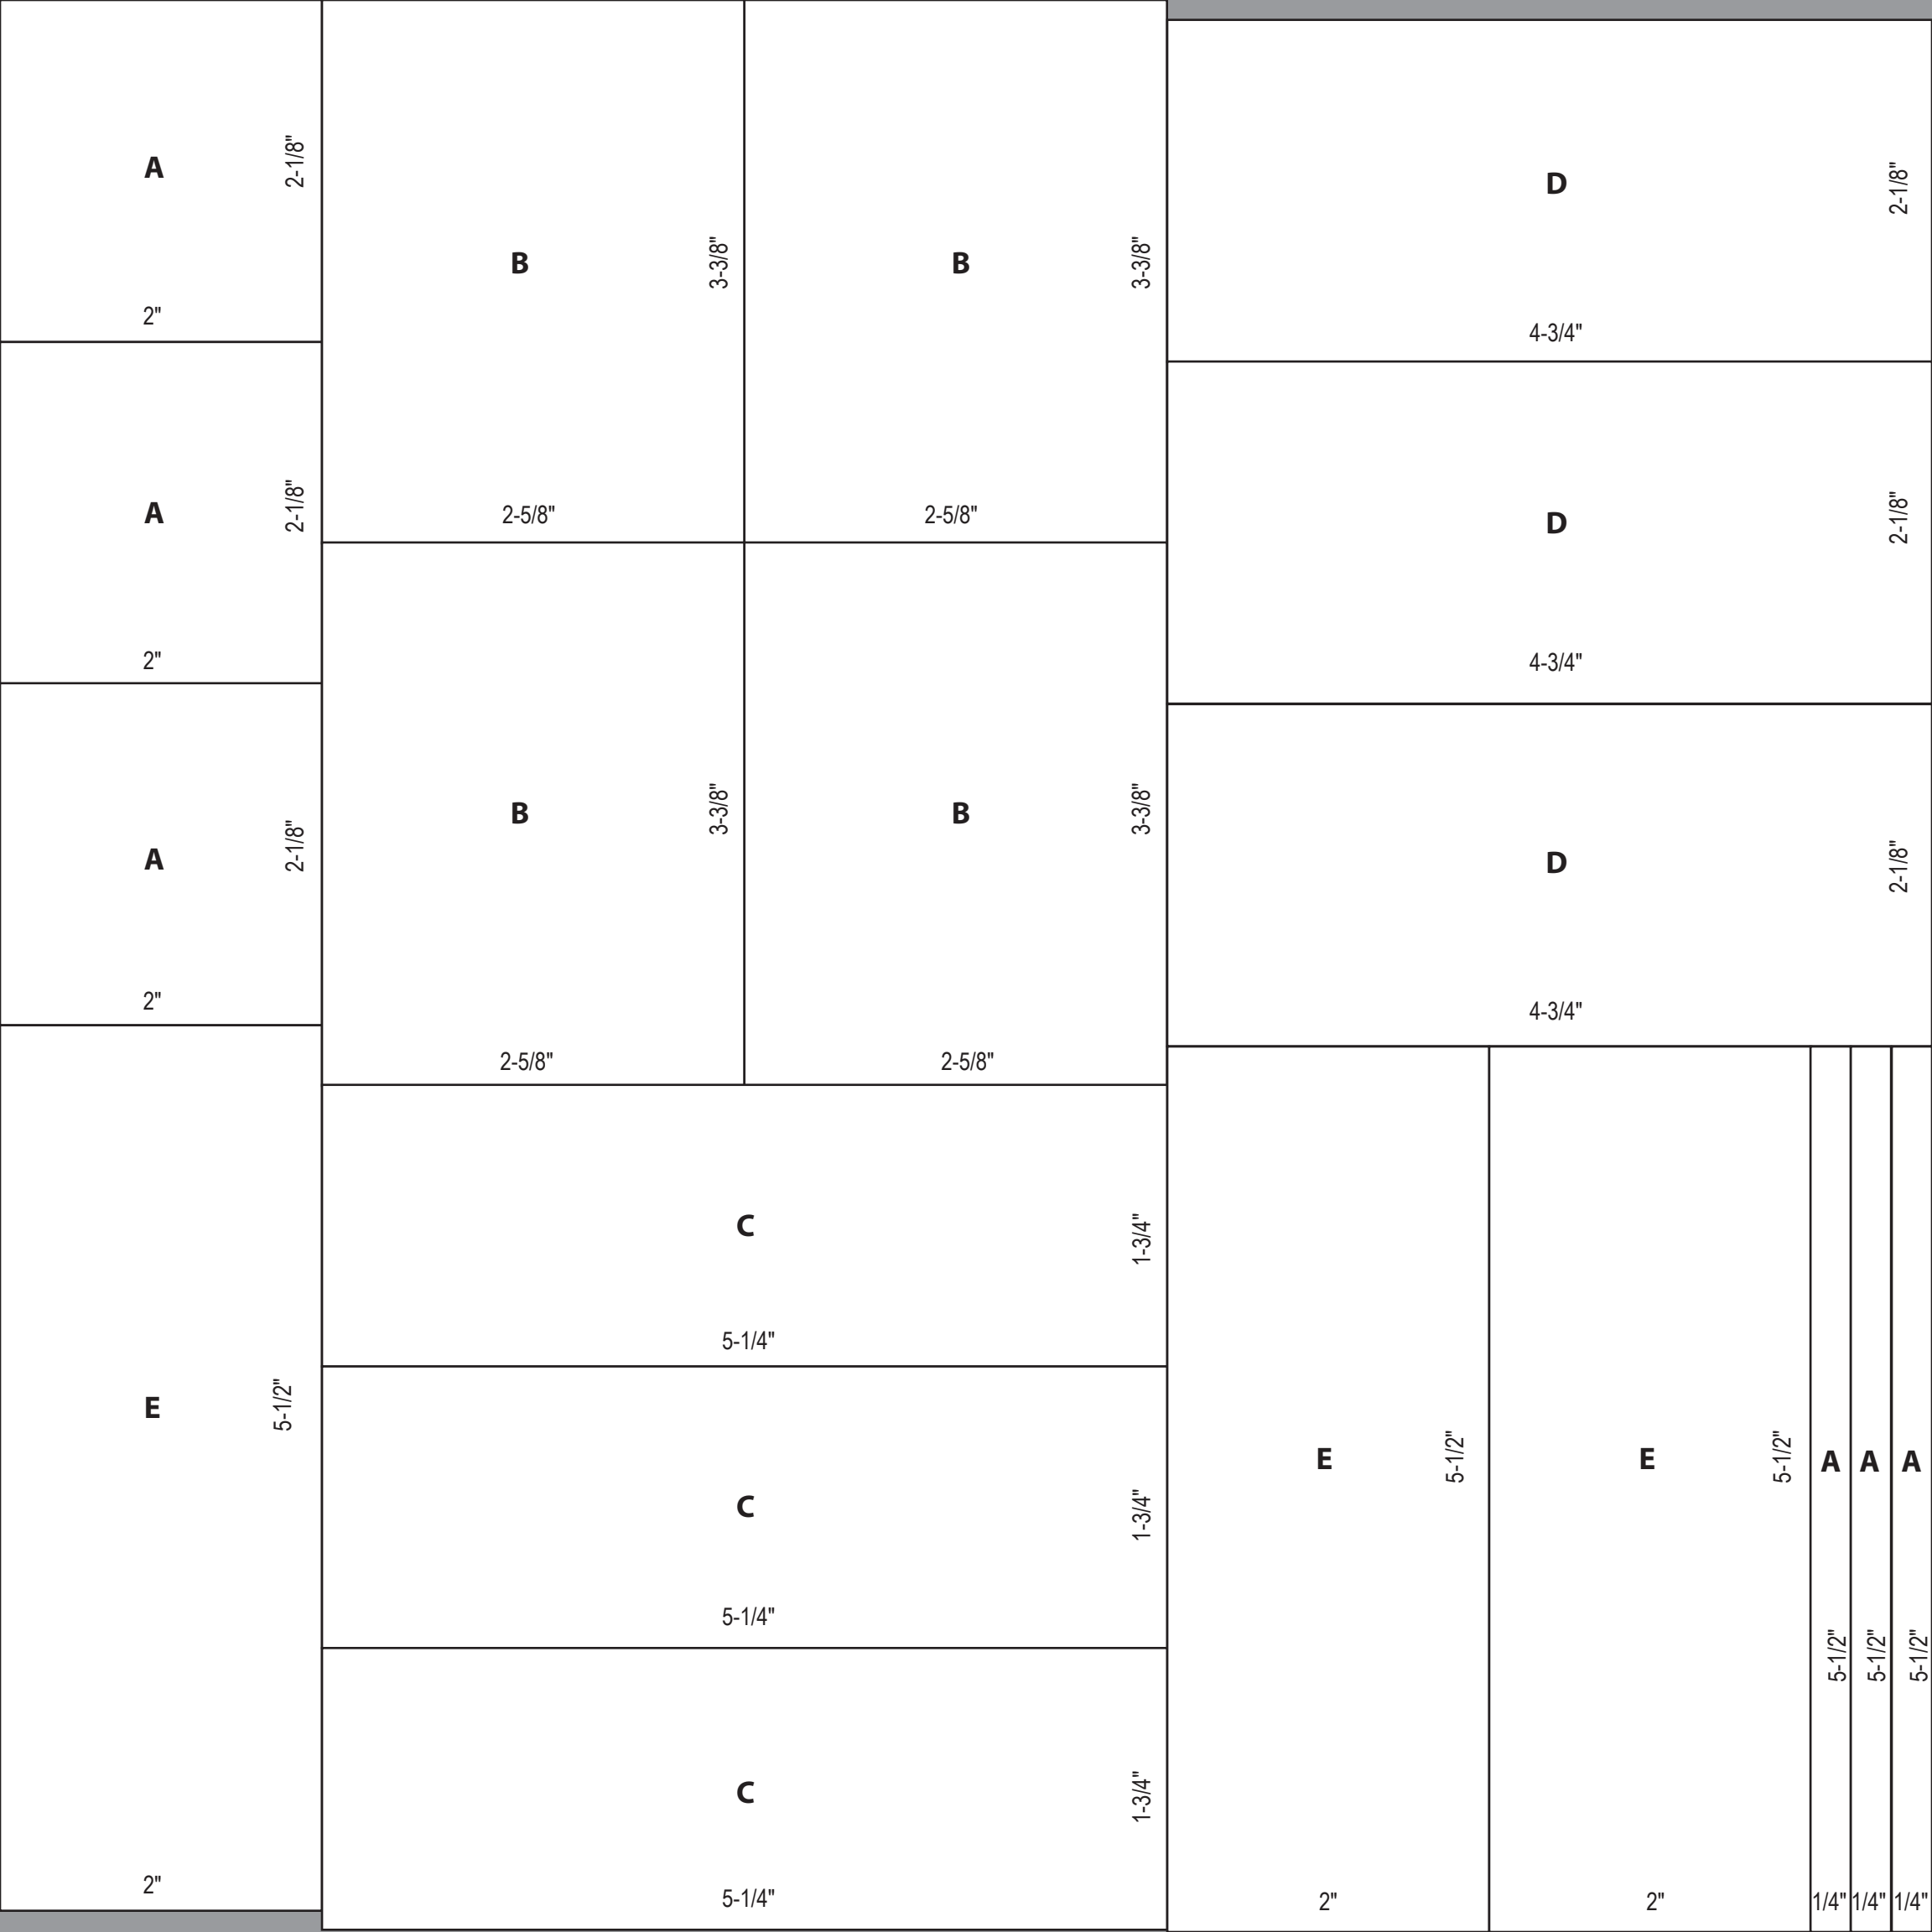 A
2-1/8"
2"
A
2-1/8"
2"
A
2-1/8"
2"
E
5-1/2"
2"
B
3-3/8"
2-5/8"
B
3-3/8"
2-5/8"
B
3-3/8"
2-5/8"
B
3-3/8"
2-5/8"
C
1-3/4"
5-1/4"
C
1-3/4"
5-1/4"
C
1-3/4"
5-1/4"
D
2-1/8"
4-3/4"
D
2-1/8"
4-3/4"
D
2-1/8"
4-3/4"
E
5-1/2"
2"
E
5-1/2"
2"
A
5-1/2"
1/4"
A
5-1/2"
1/4"
A
5-1/2"
1/4"